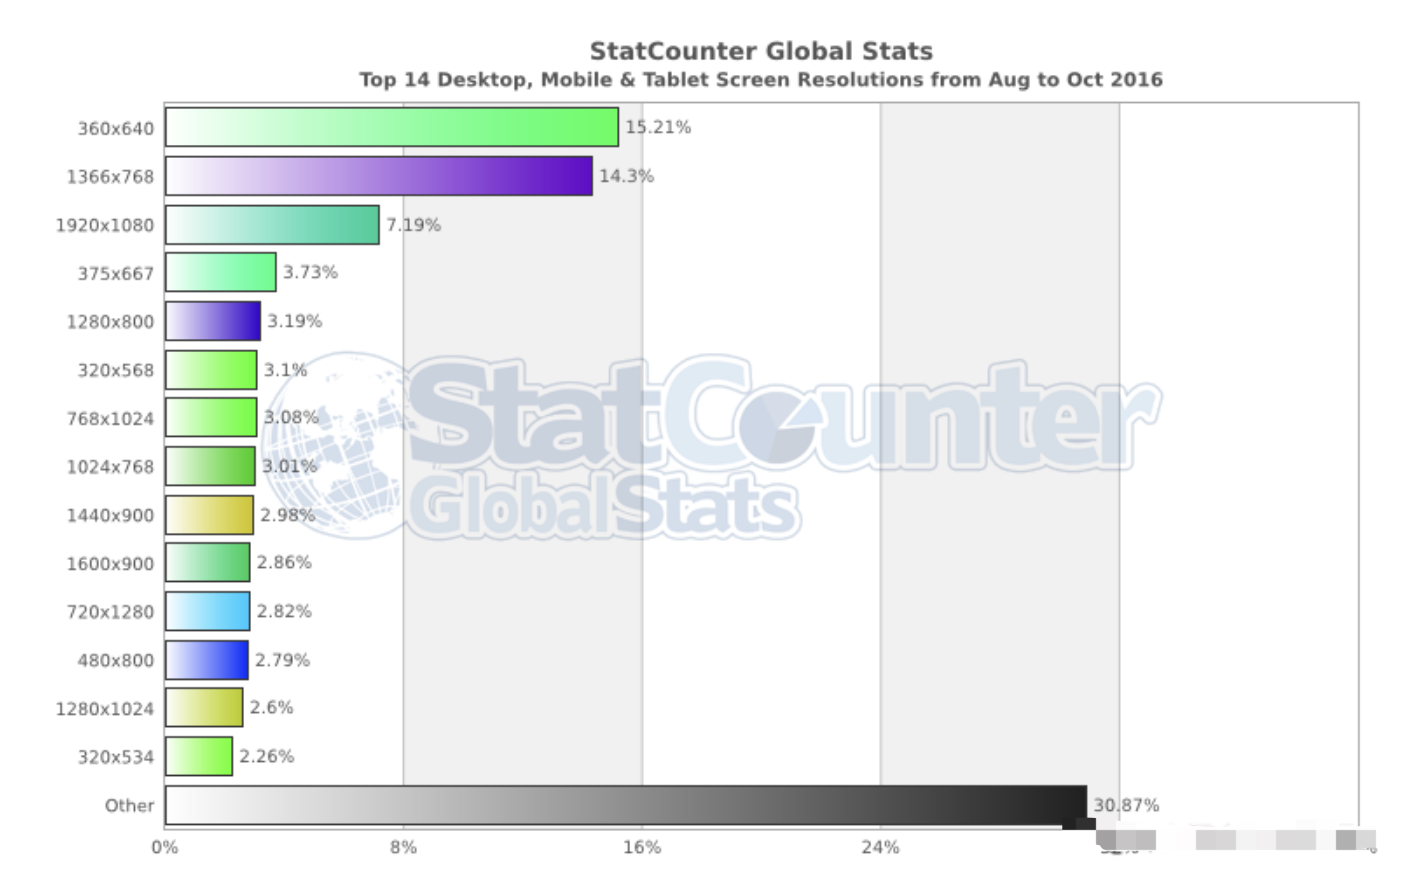 StatCounter Global Stats
Top 14 Desktop, Mobile & Tablet Screen Resolutions from Aug to Oct 2016
360x640 15.21%
1366x768 14.3%
1920x1080 7.19%
375x667 3.73%
1280x800 3.19%
320x568 3.1%
768x1024 3.08%
1024x768 3.01%
1440x900 2.98%
1600x900 2.86%
720x1280 2.82%
480x800 2.79%
1280x1024 2.6%
320x534 2.26%
Other 30.87%
0% 8% 16% 24%
StatCounter
GlobalStats